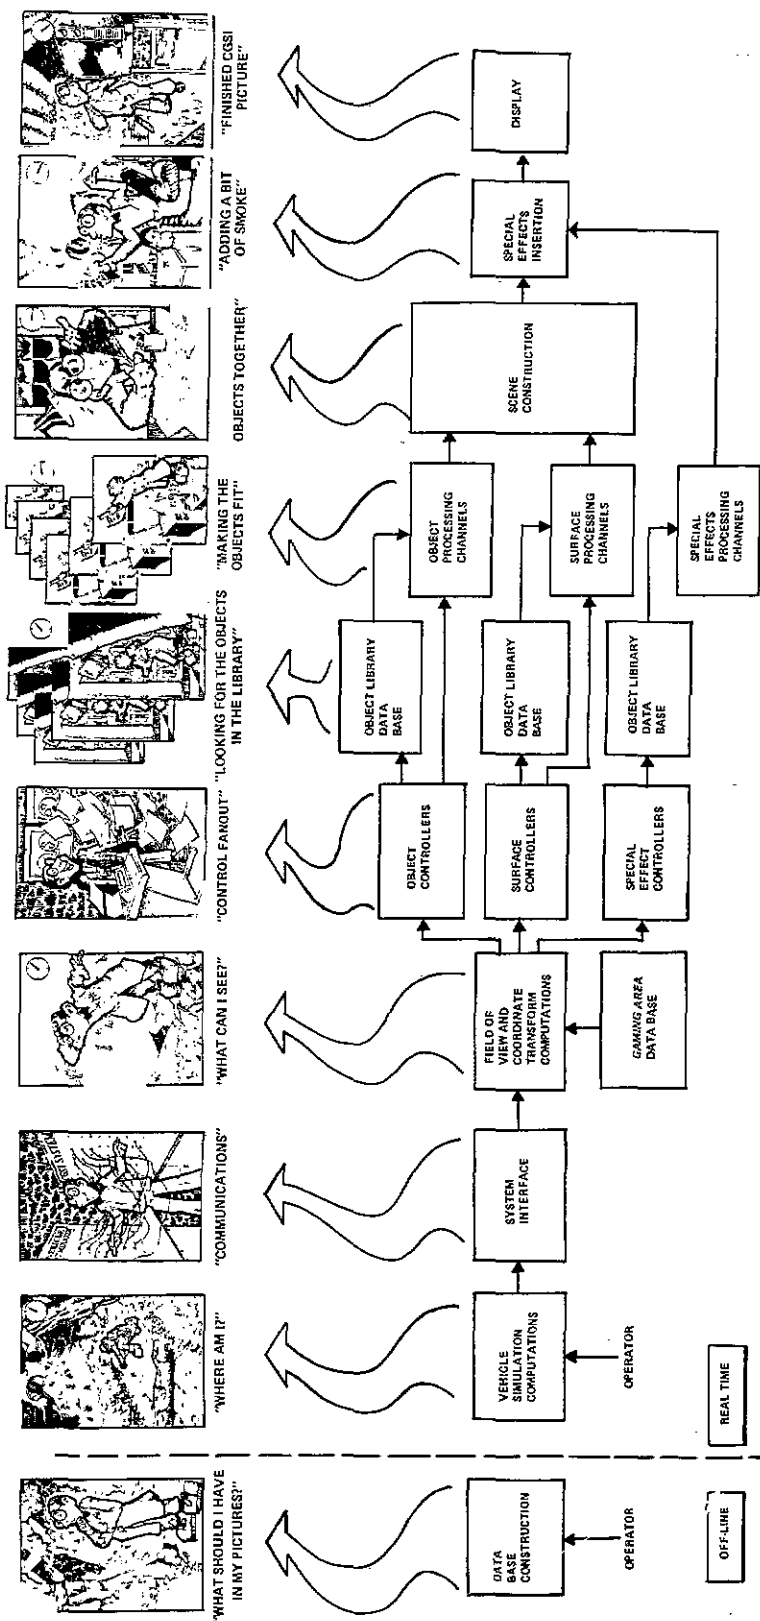 "WHAT SHOULD I HAVE
IN MY PICTURES?"
"WHERE AM I?"
"COMMUNICATIONS"
"WHAT CAN I SEE?"
"CONTROL FANOUT"
"LOOKING FOR THE OBJECTS
IN THE LIBRARY"
"MAKING THE
OBJECTS FIT"
OBJECTS TOGETHER"
"ADDING A BIT
OF SMOKE"
"FINISHED CGSI
PICTURE"
DATA
BASE
CONSTRUCTION
OPERATOR
OFF-LINE
VEHICLE
SIMULATION
COMPUTATIONS
OPERATOR
REAL TIME
SYSTEM
INTERFACE
FIELD OF
VIEW AND
COORDINATE
TRANSFORM
COMPUTATIONS
GAMING AREA
DATA BASE
OBJECT
CONTROLLERS
SURFACE
CONTROLLERS
SPECIAL
EFFECT
CONTROLLERS
OBJECT LIBRARY
DATA
BASE
OBJECT LIBRARY
DATA
BASE
OBJECT LIBRARY
DATA
BASE
OBJECT
PROCESSING
CHANNELS
SURFACE
PROCESSING
CHANNELS
SPECIAL
EFFECTS PROCESSING
CHANNELS
SCENE
CONSTRUCTION
SPECIAL
EFFECTS
INSERTION
DISPLAY